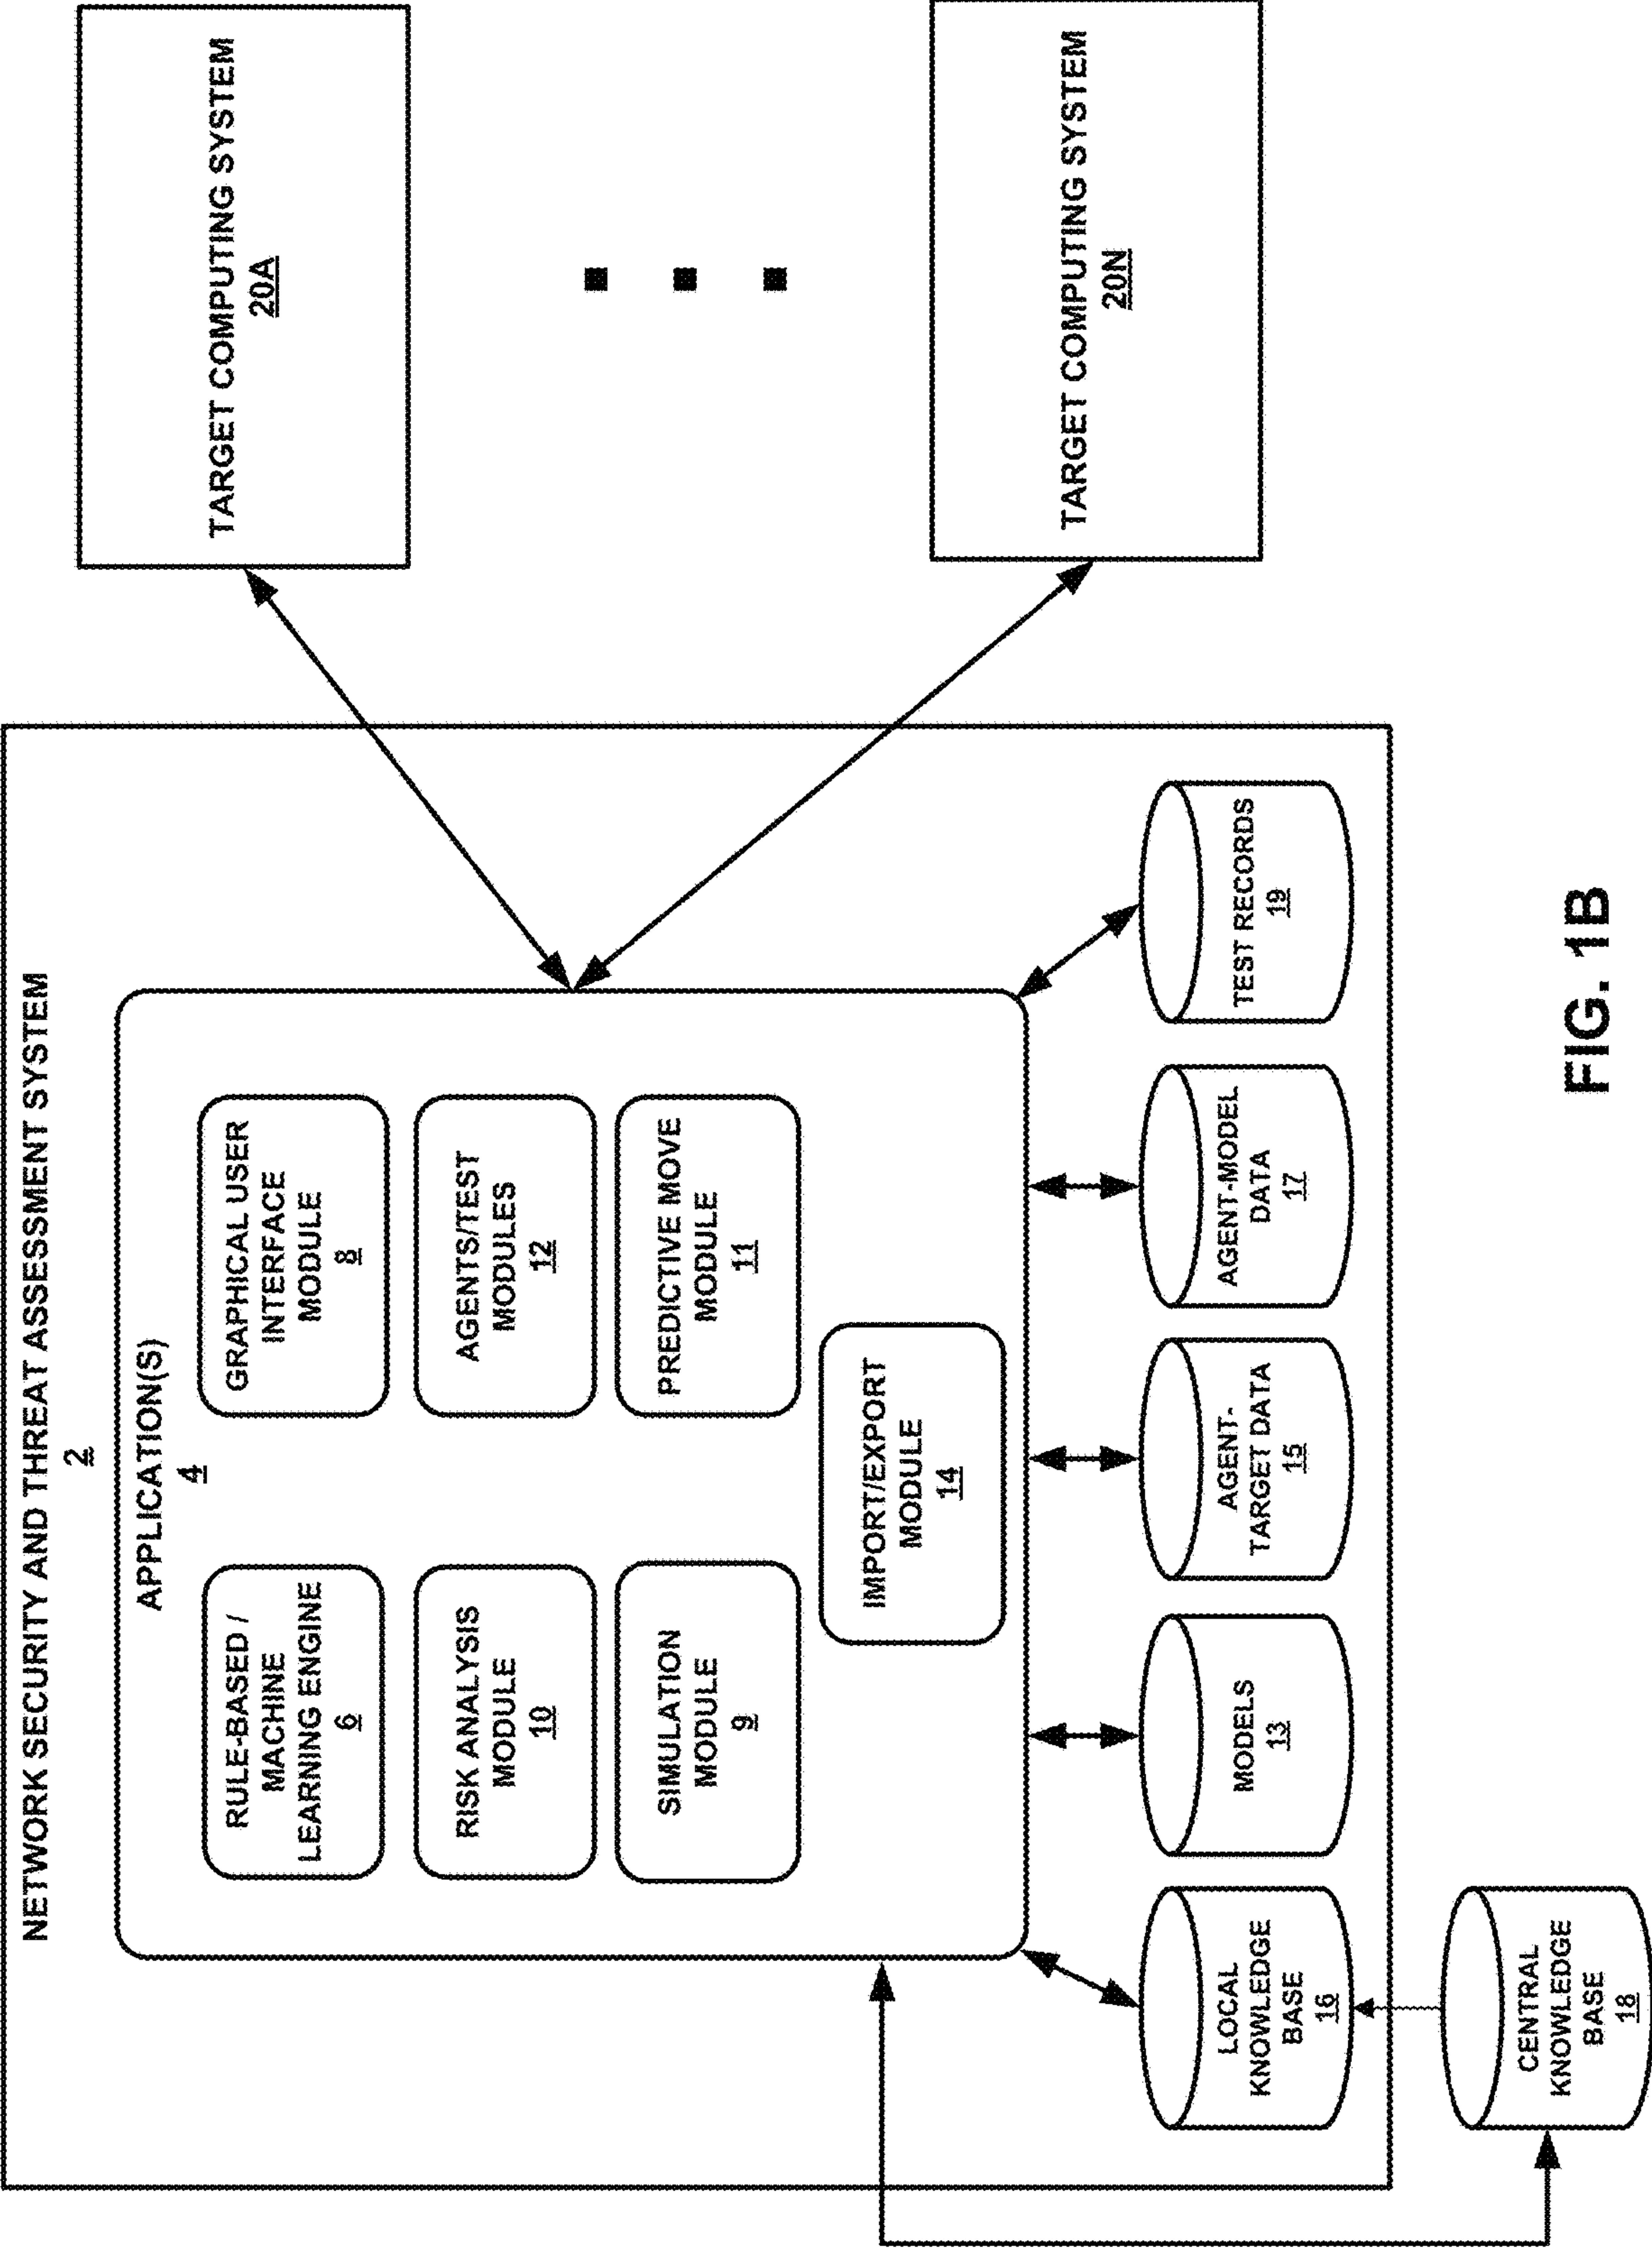 NETWORK SECURITY AND THREAT ASSESSMENT SYSTEM
2
APPLICATION(S)
4
RULE-BASED /
MACHINE
LEARNING ENGINE
6
GRAPHICAL USER
INTERFACE
MODULE
8
RISK ANALYSIS
MODULE
10
AGENTS/TEST
MODULES
12
SIMULATION
MODULE
9
PREDICTIVE MOVE
MODULE
11
IMPORT/EXPORT
MODULE
14
LOCAL
KNOWLEDGE
BASE
16
MODELS
13
AGENT-
TARGET DATA
15
AGENT-MODEL
DATA
17
TEST RECORDS
19
CENTRAL
KNOWLEDGE
BASE
18
TARGET COMPUTING SYSTEM
20A
TARGET COMPUTING SYSTEM
20N
FIG. 1B